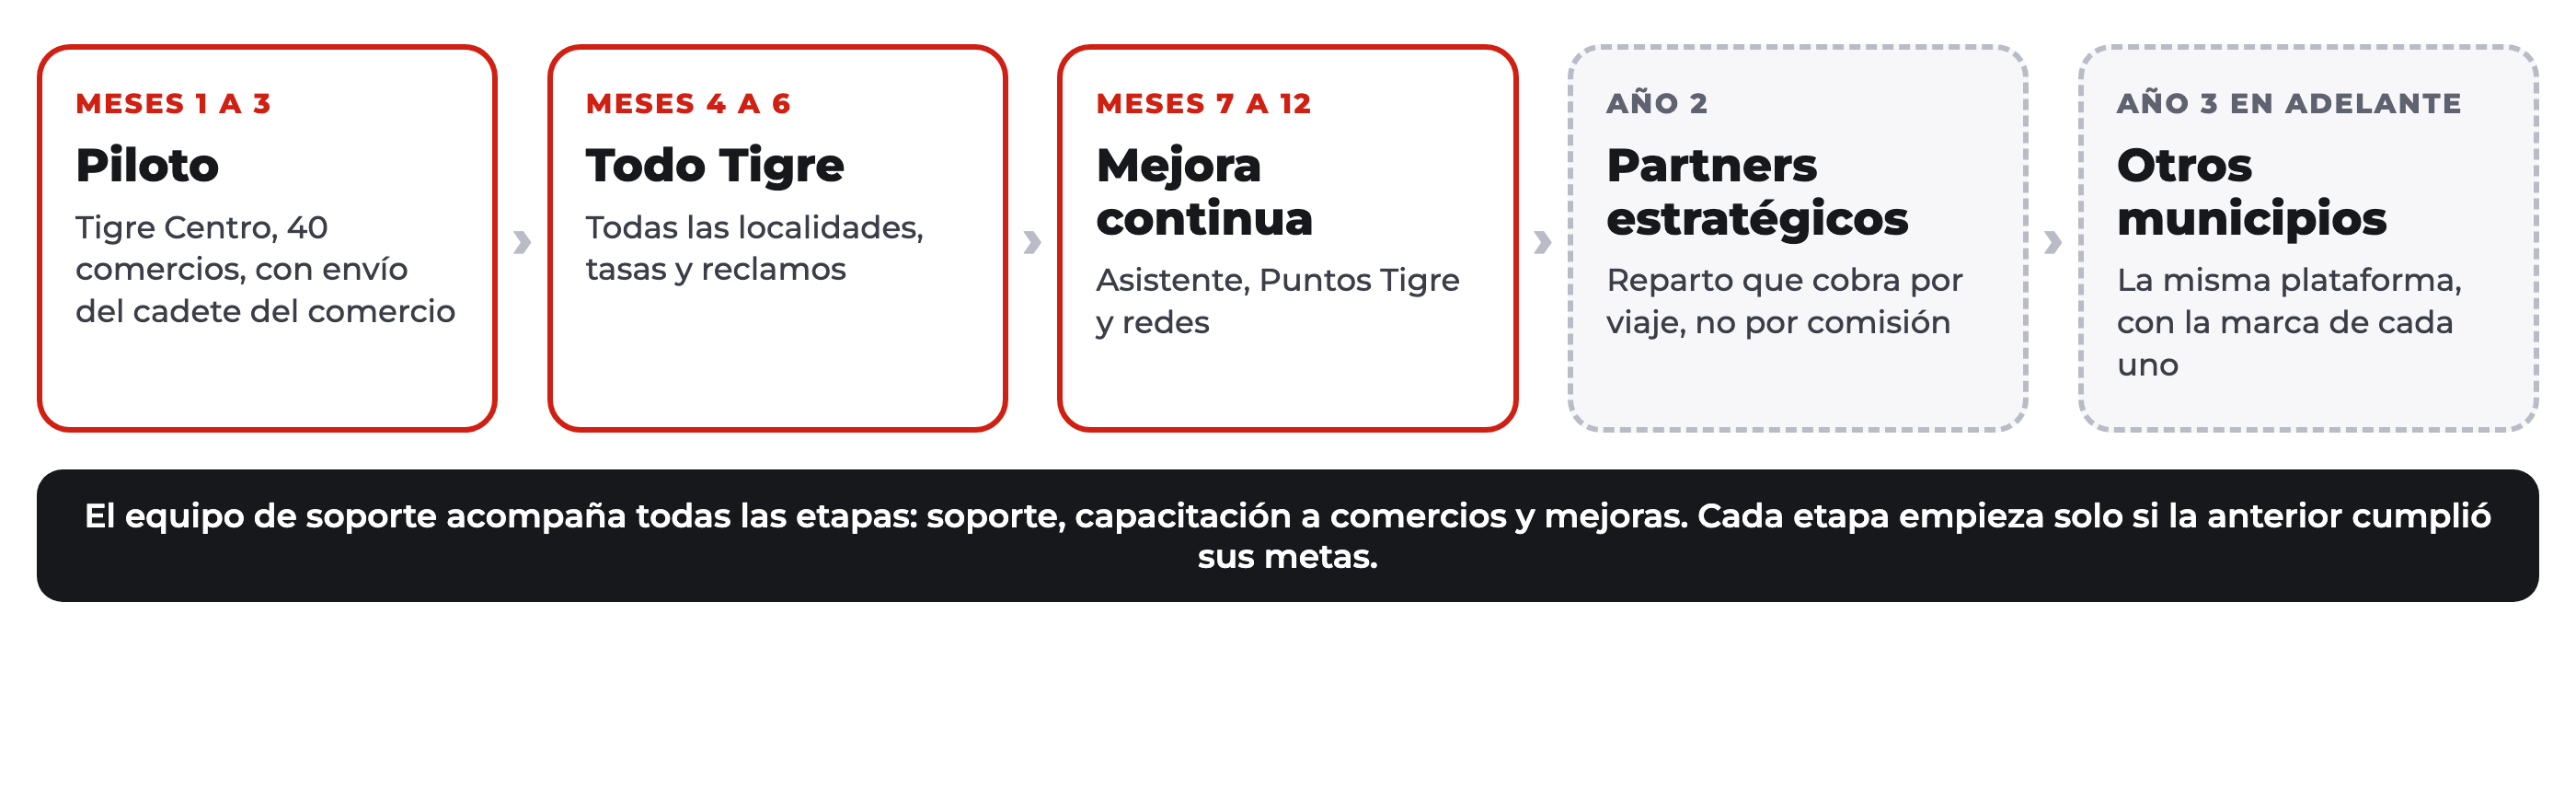 MESES 1 A 3
Piloto
Tigre Centro, 40
comercios, con envío
del cadete del comercio
›
MESES 4 A 6
Todo Tigre
Todas las localidades,
tasas y reclamos
›
MESES 7 A 12
Mejora
continua
Asistente, Puntos Tigre
y redes
›
AÑO 2
Partners
estratégicos
Reparto que cobra por
viaje, no por comisión
›
AÑO 3 EN ADELANTE
Otros
municipios
La misma plataforma,
con la marca de cada
uno
El equipo de soporte acompaña todas las etapas: soporte, capacitación a comercios y mejoras. Cada etapa empieza solo si la anterior cumplió
sus metas.